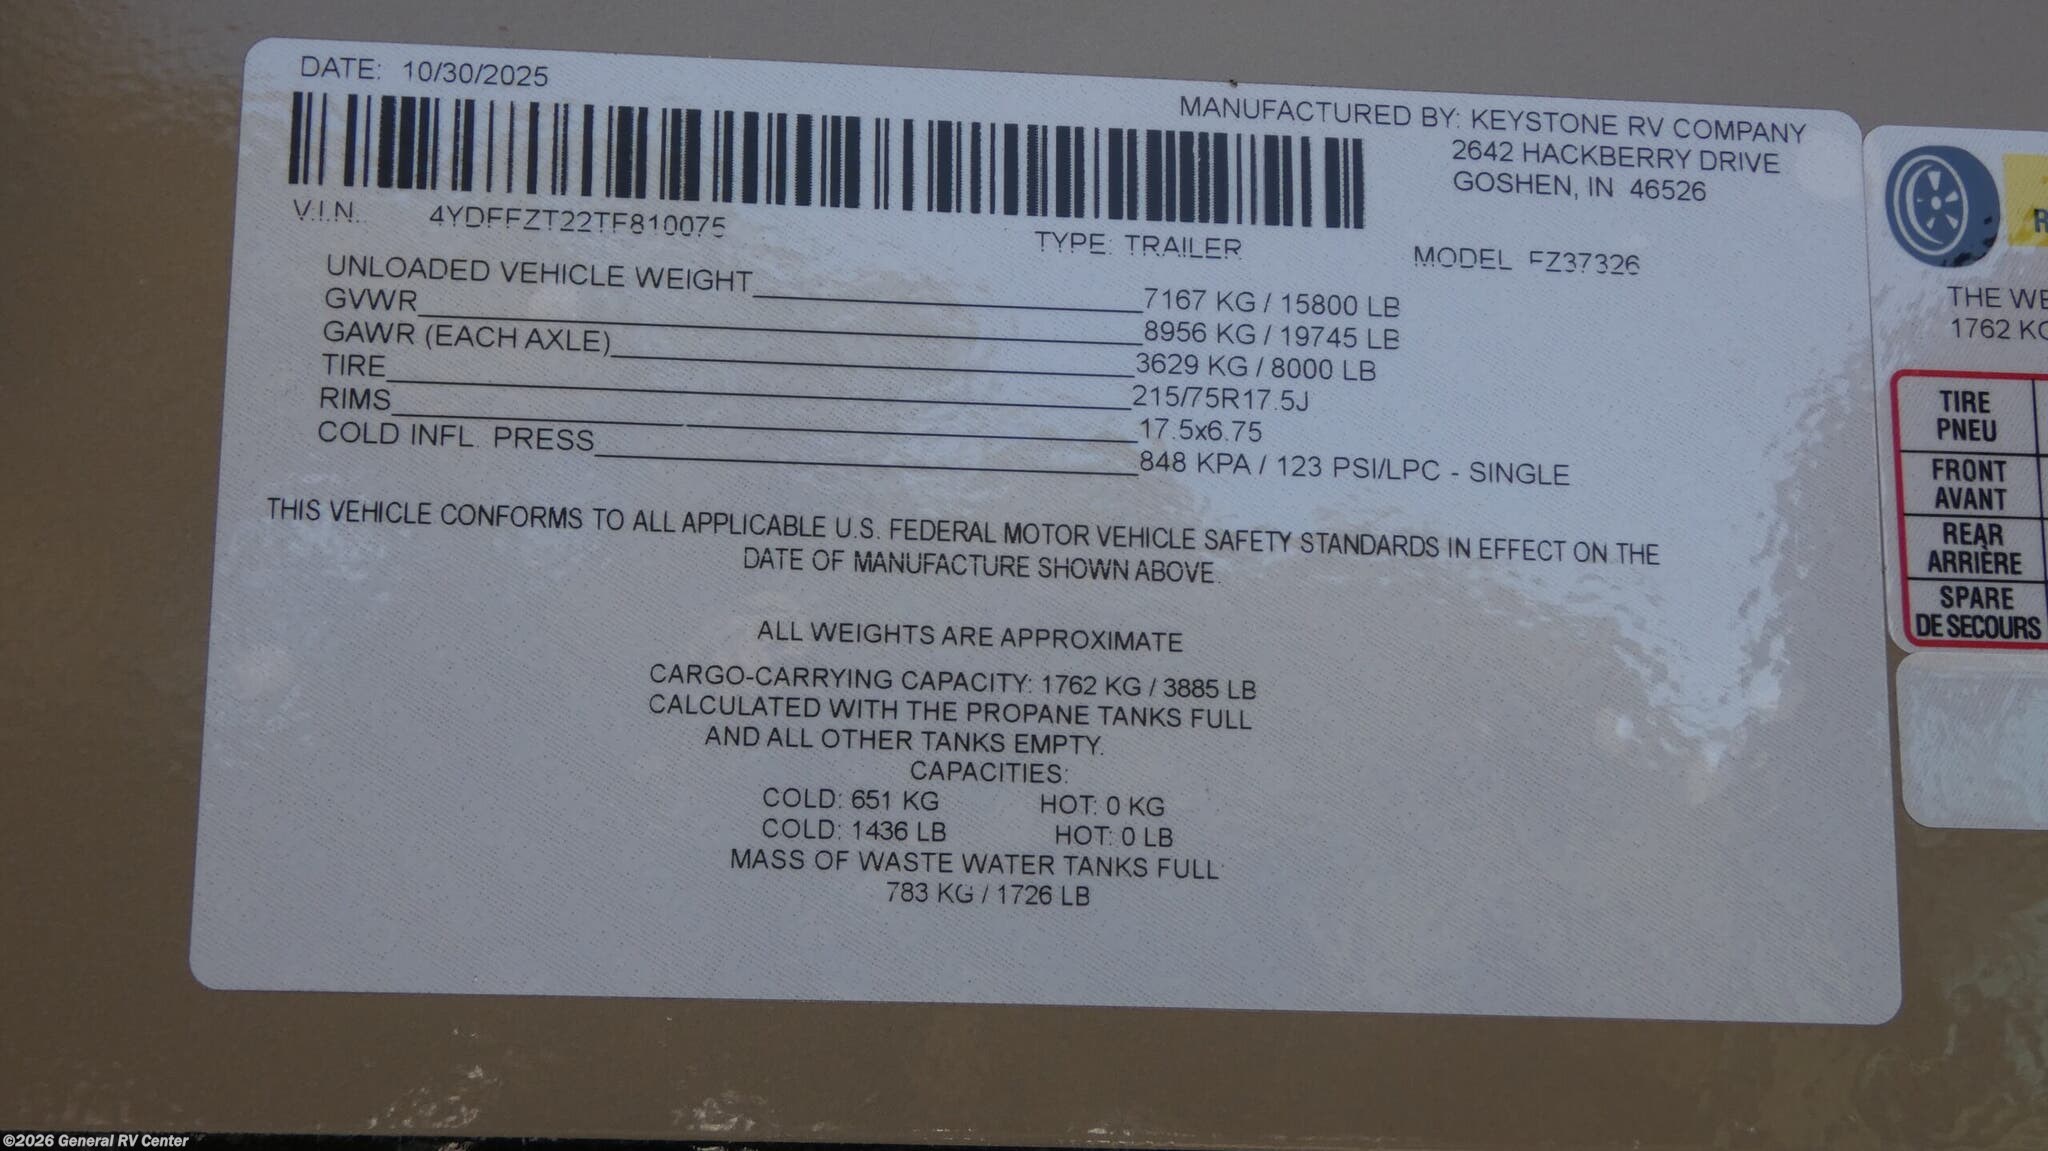 DATE: 10/30/2025
MANUFACTURED BY: KEYSTONE RV COMPANY
2642 HACKBERRY DRIVE
GOSHEN, IN 46526
V.I.N.
TYPE: TRAILER
MODEL
UNLOADED VEHICLE WEIGHT 7167 KG / 15800 LB
GVWR 8956 KG / 19745 LB
GAWR (EACH AXLE) 3629 KG / 8000 LB
TIRE 215/75R17.5J
RIMS 17.5x6.75
COLD INFL. PRESS 848 KPA / 123 PSI/LPC - SINGLE
THIS VEHICLE CONFORMS TO ALL APPLICABLE U.S. FEDERAL MOTOR VEHICLE SAFETY STANDARDS IN EFFECT ON THE
DATE OF MANUFACTURE SHOWN ABOVE.
ALL WEIGHTS ARE APPROXIMATE
CARGO-CARRYING CAPACITY: 1762 KG / 3885 LB
CALCULATED WITH THE PROPANE TANKS FULL
AND ALL OTHER TANKS EMPTY.
CAPACITIES:
COLD: 651 KG HOT: 0 KG
COLD: 1436 LB HOT: 0 LB
MASS OF WASTE WATER TANKS FULL
783 KG / 1726 LB
THE
1762
TIRE
PNEU
FRONT
AVANT
REAR
ARRIÈRE
SPARE
DE SECOURS
©2026 General RV Center